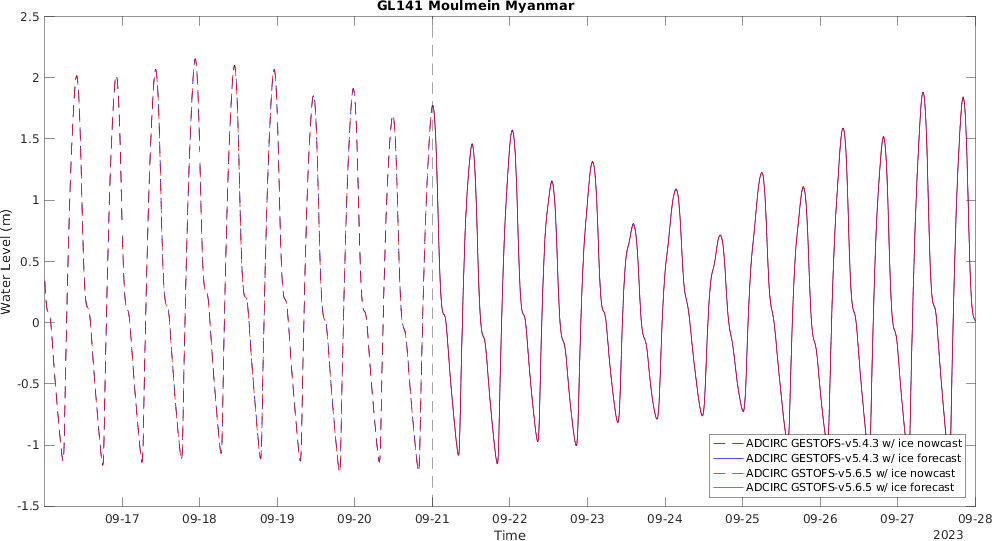 GL141 Moulmein Myanmar
2.5
2
1.5
1
0.5
0
-0.5
-1
-1.5
Water Level (m)
ADCIRC GESTOFS-v5.4.3 w/ ice nowcast
ADCIRC GESTOFS-v5.4.3 w/ ice forecast
ADCIRC GSTOFS-v5.6.5 w/ ice nowcast
ADCIRC GSTOFS-v5.6.5 w/ ice forecast
09-17 09-18 09-19 09-20 09-21 09-22 09-23 09-24 09-25 09-26 09-27 09-28
Time
2023